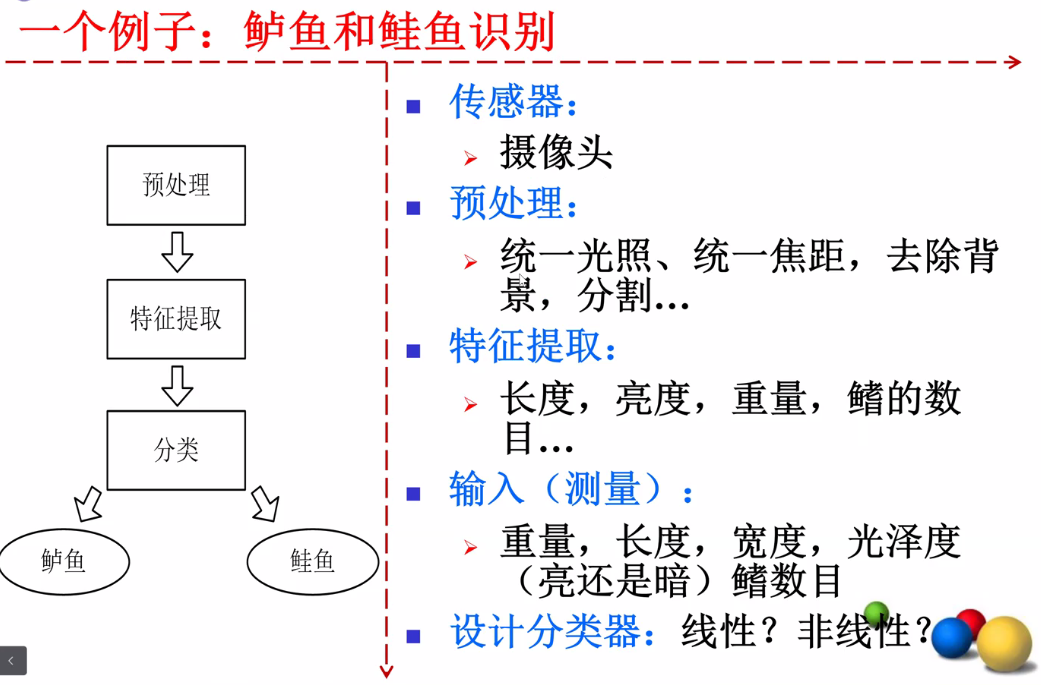 一个例子：鲈鱼和鲑鱼识别
预处理
特征提取
分类
鲈鱼
鲑鱼
传感器：
摄像头
预处理：
统一光照、统一焦距，去除背
景，分割...
特征提取：
长度，亮度，重量，鳍的数
目...
输入（测量）：
重量，长度，宽度，光泽度
（亮还是暗）鳍数目
设计分类器：线性？非线性？